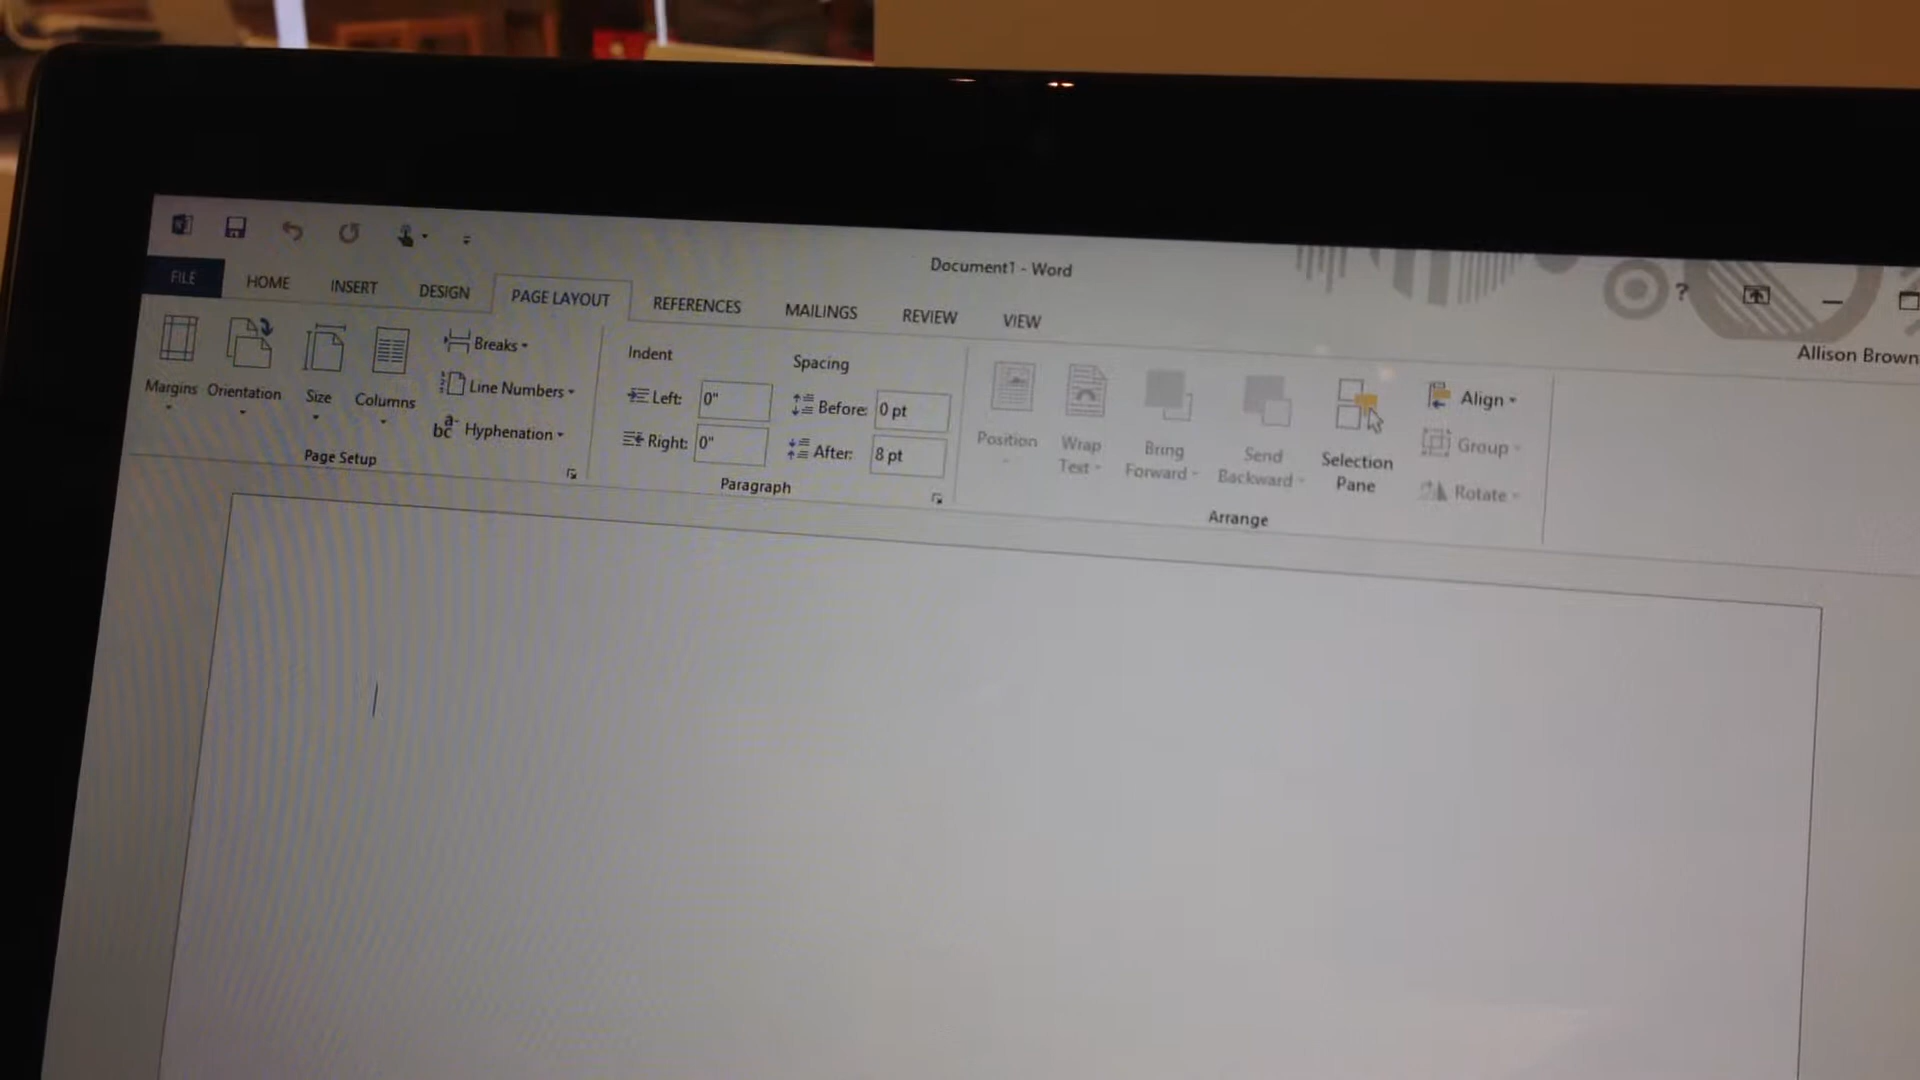 Document1 - Word
?
FILE HOME INSERT DESIGN PAGE LAYOUT REFERENCES MAILINGS REVIEW VIEW
Allison Brown
Margins
Orientation
Size
Columns
Breaks
Line Numbers
Hyphenation
Page Setup
Indent
Left: 0"
Right: 0"
Spacing
Before: 0 pt
After: 8 pt
Paragraph
Position
Wrap
Text
Bring
Forward
Send
Backward
Selection
Pane
Align
Group
Rotate
Arrange